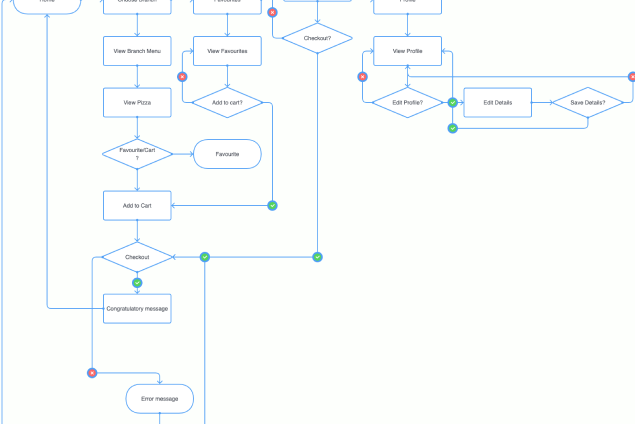 Home
Choose Branch
Favourites
Profile
Checkout?
View Branch Menu
View Favourites
View Profile
View Pizza
Add to cart?
Edit Profile?
Edit Details
Save Details?
Favourite/Cart
?
Favourite
Add to Cart
Checkout
Congratulatory message
Error message